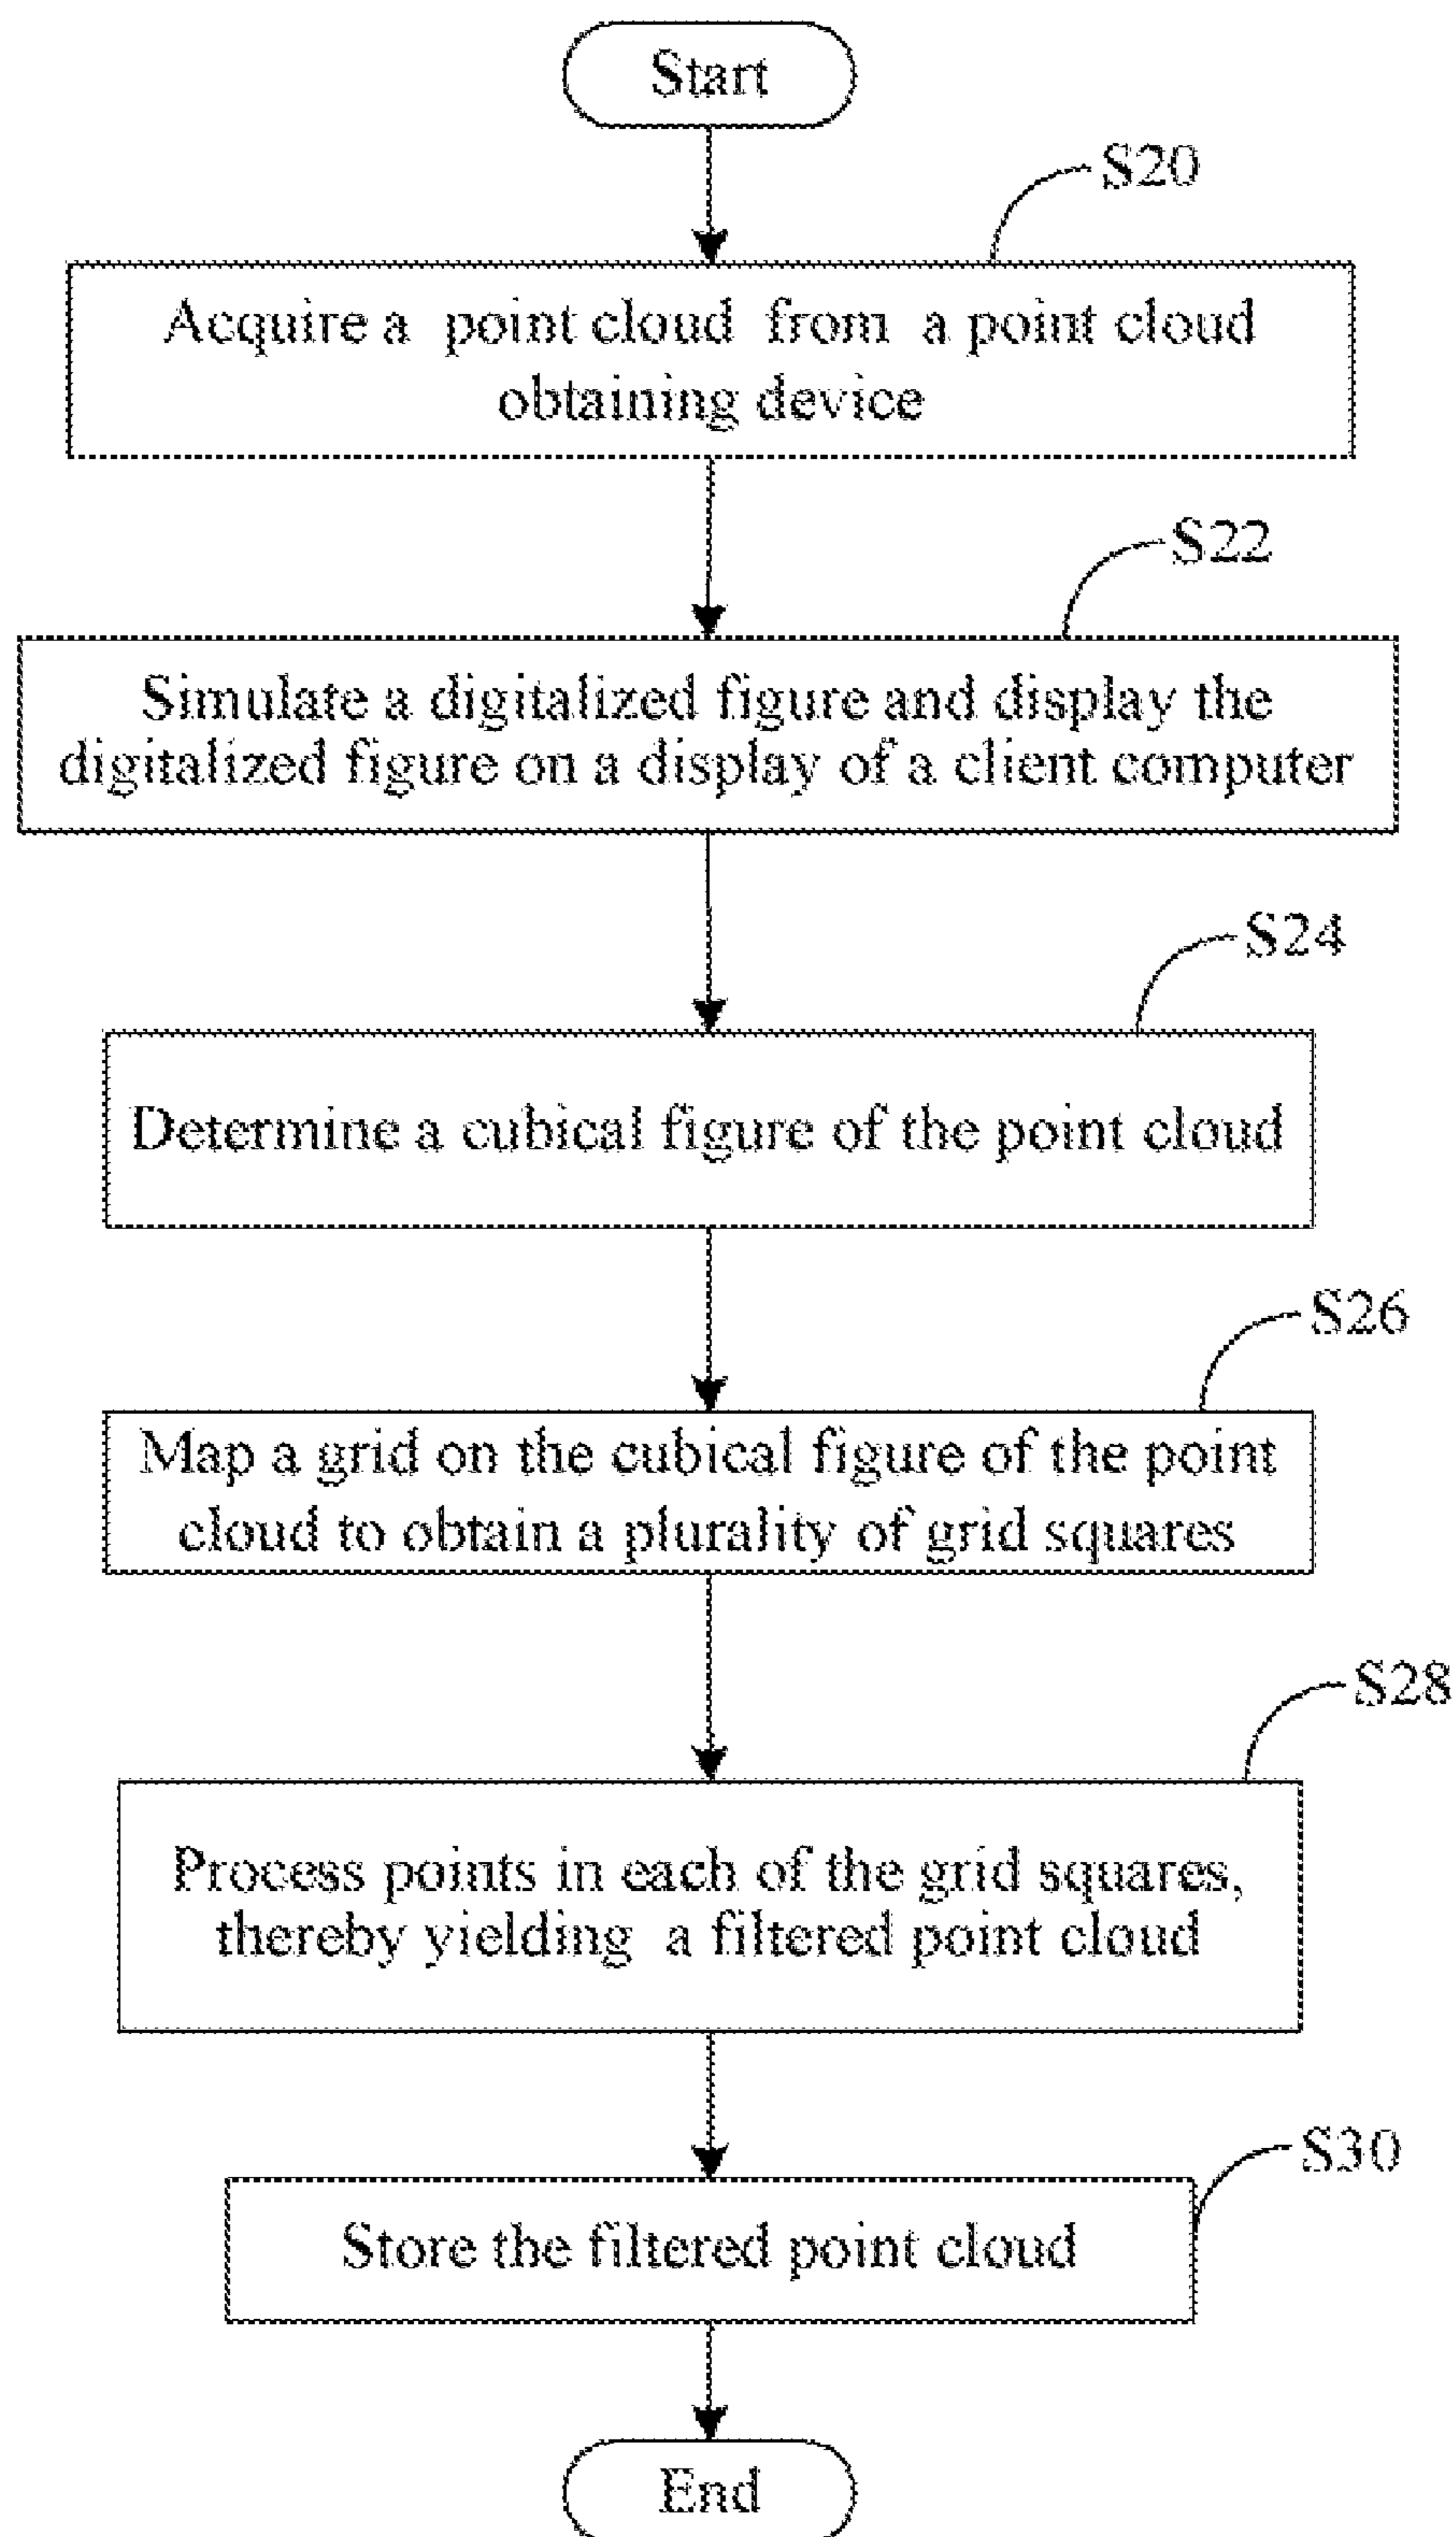 Start
S20
Acquire a point cloud from a point cloud
obtaining device
S22
Simulate a digitalized figure and display the
digitalized figure on a display of a client computer
S24
Determine a cubical figure of the point cloud
S26
Map a grid on the cubical figure of the point
cloud to obtain a plurality of grid squares
S28
Process points in each of the grid squares,
thereby yielding a filtered point cloud
S30
Store the filtered point cloud
End